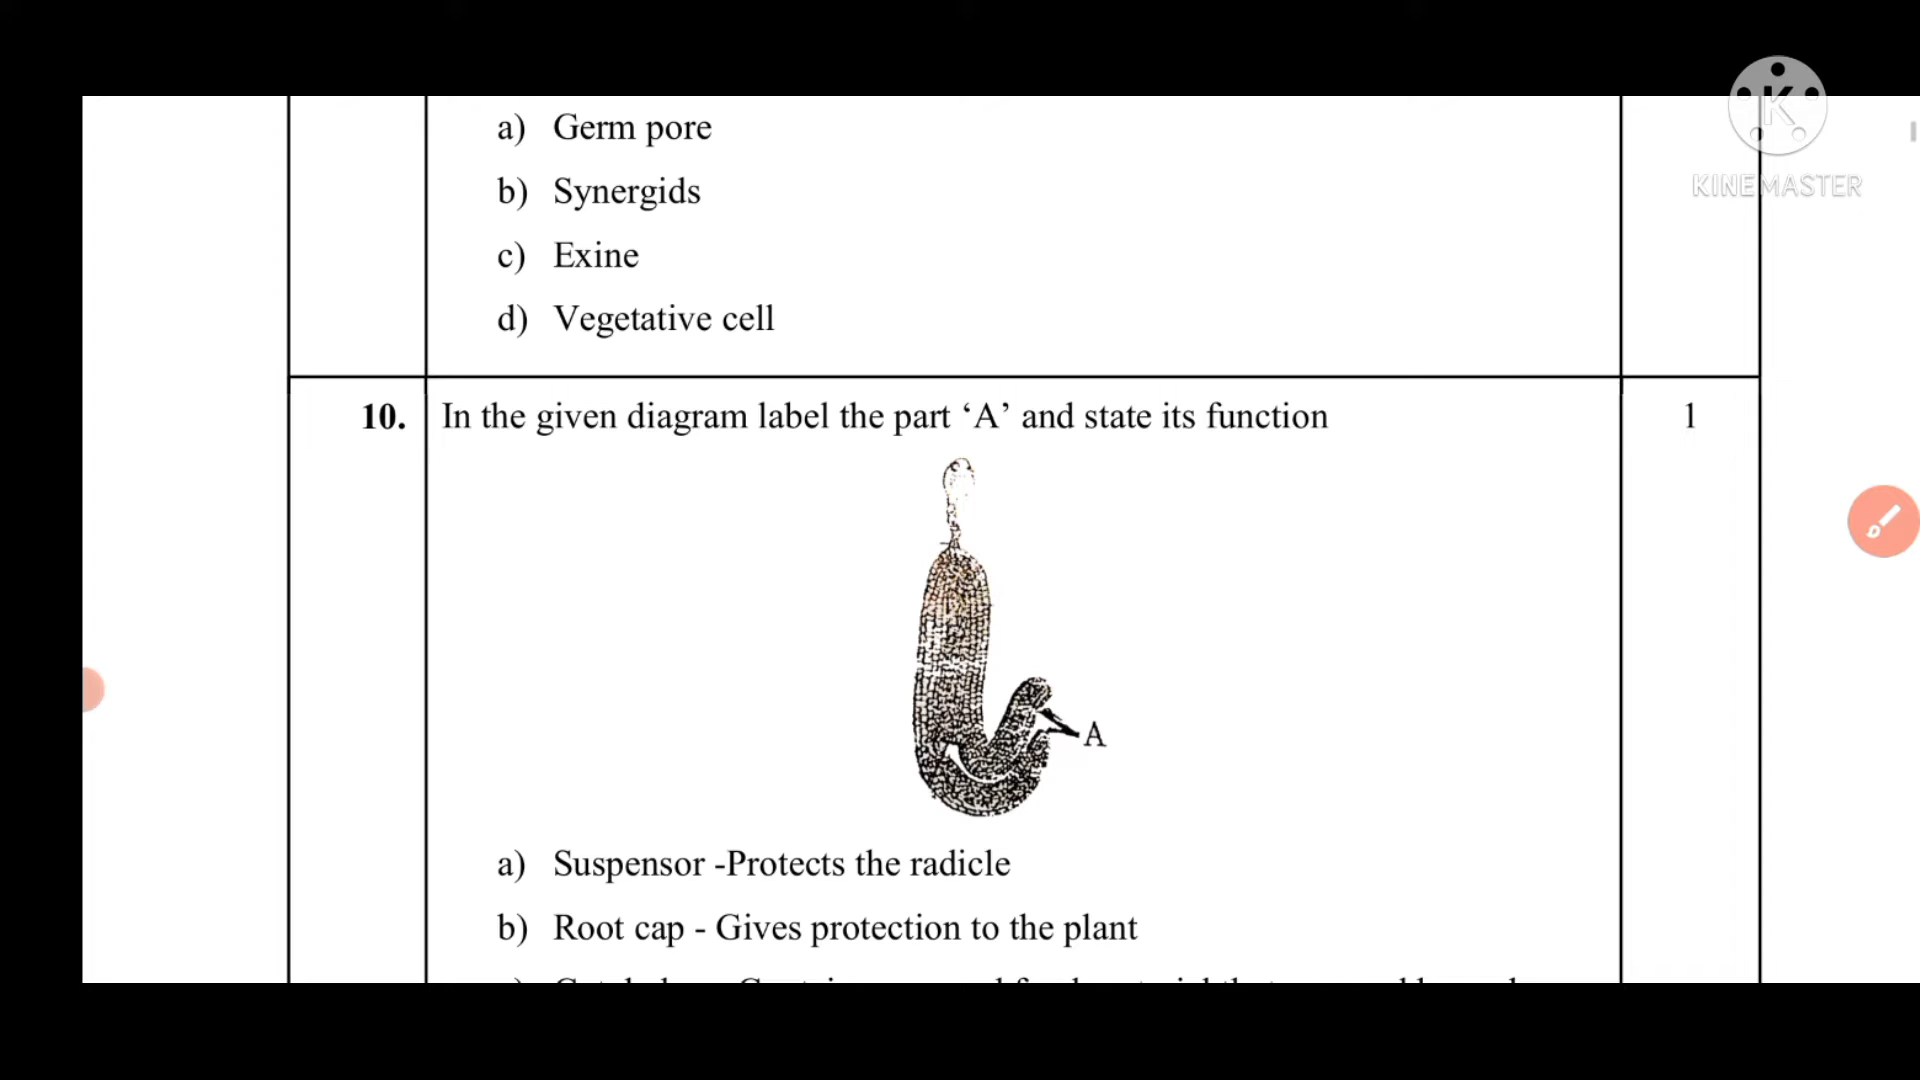 a) Germ pore
b) Synergids
c) Exine
d) Vegetative cell
10. In the given diagram label the part ‘A’ and state its function 1
A
a) Suspensor -Protects the radicle
b) Root cap - Gives protection to the plant
KINEMASTER